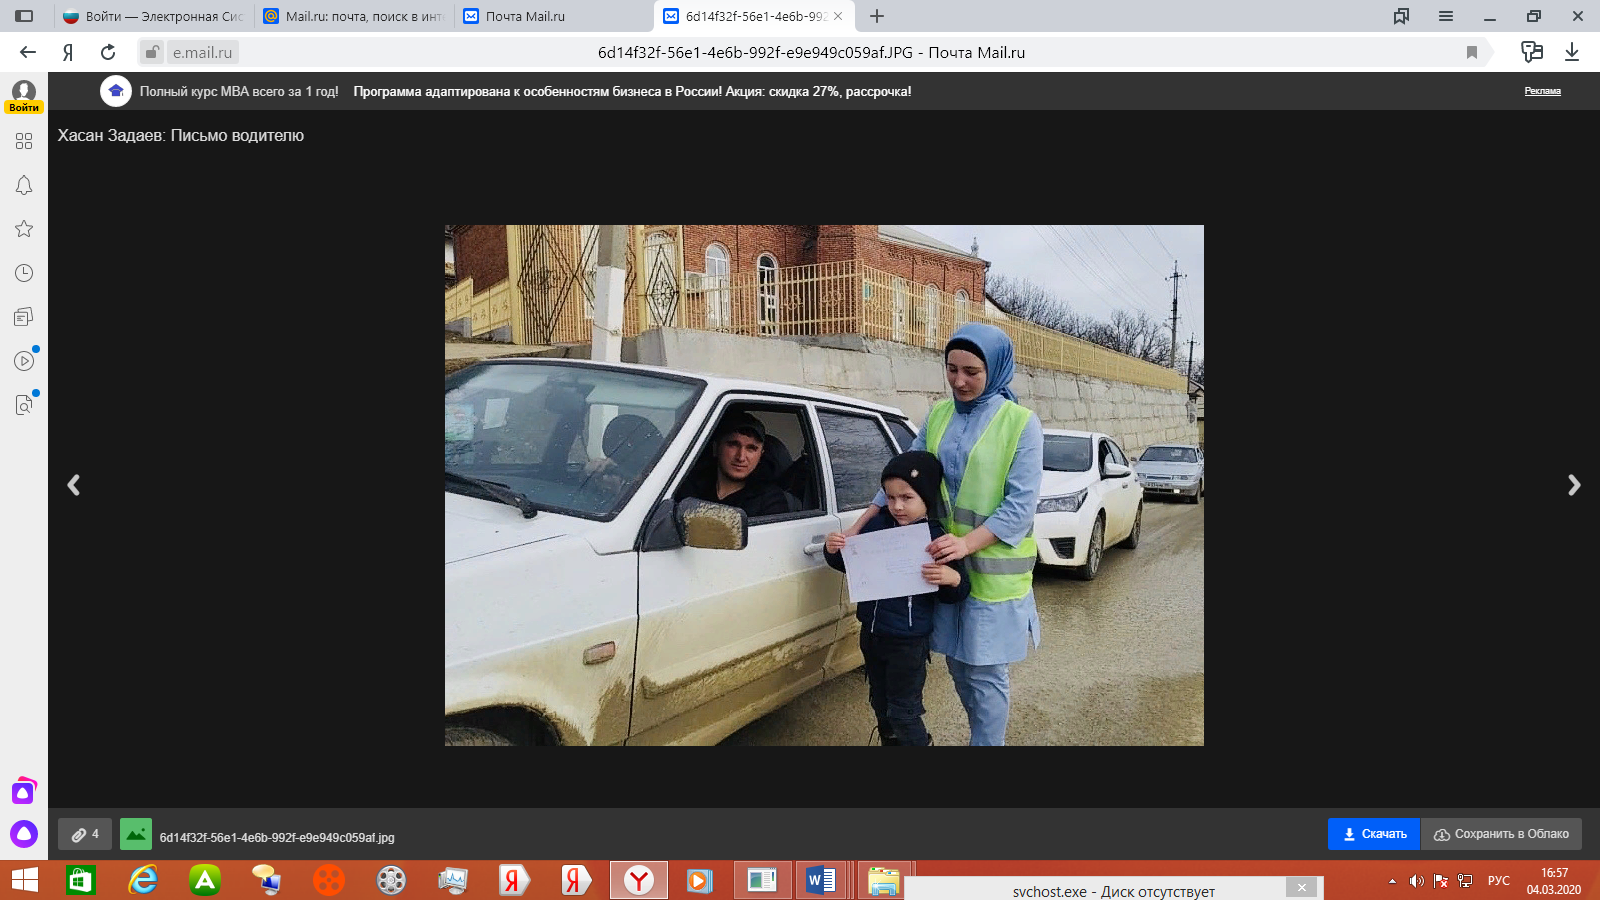 Войти — Электронная Сис
Mail.ru: почта, поиск в инт
Почта Mail.ru
6d14f32f-56e1-4e6b-992
Я
e.mail.ru
6d14f32f-56e1-4e6b-992f-e9e949c059af.JPG - Почта Mail.ru
Войти
Полный курс MBA всего за 1 год!
Программа адаптирована к особенностям бизнеса в России! Акция: скидка 27%, рассрочка!
Реклама
Хасан Задаев: Письмо водителю
4
6d14f32f-56e1-4e6b-992f-e9e949c059af.jpg
Скачать
Сохранить в Облако
svchost.exe - Диск отсутствует
РУС
16:57
04.03.2020